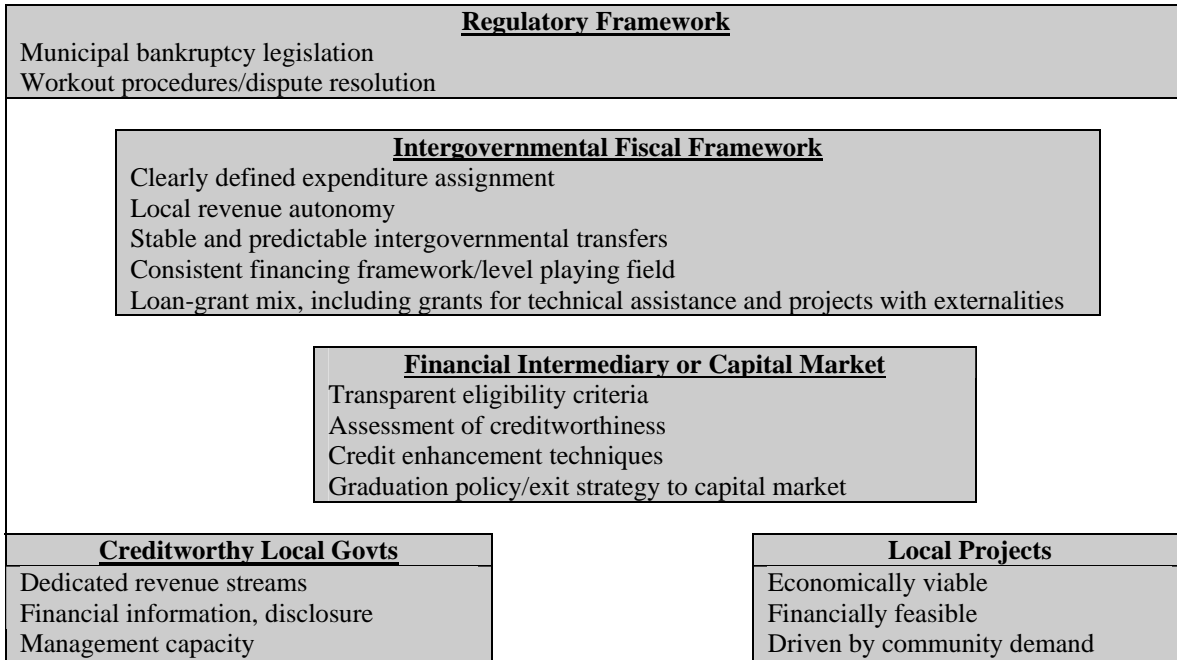 Regulatory Framework
Municipal bankruptcy legislation
Workout procedures/dispute resolution
Intergovernmental Fiscal Framework
Clearly defined expenditure assignment
Local revenue autonomy
Stable and predictable intergovernmental transfers
Consistent financing framework/level playing field
Loan-grant mix, including grants for technical assistance and projects with externalities
Financial Intermediary or Capital Market
Transparent eligibility criteria
Assessment of creditworthiness
Credit enhancement techniques
Graduation policy/exit strategy to capital market
Creditworthy Local Govts
Dedicated revenue streams
Financial information, disclosure
Management capacity
Local Projects
Economically viable
Financially feasible
Driven by community demand